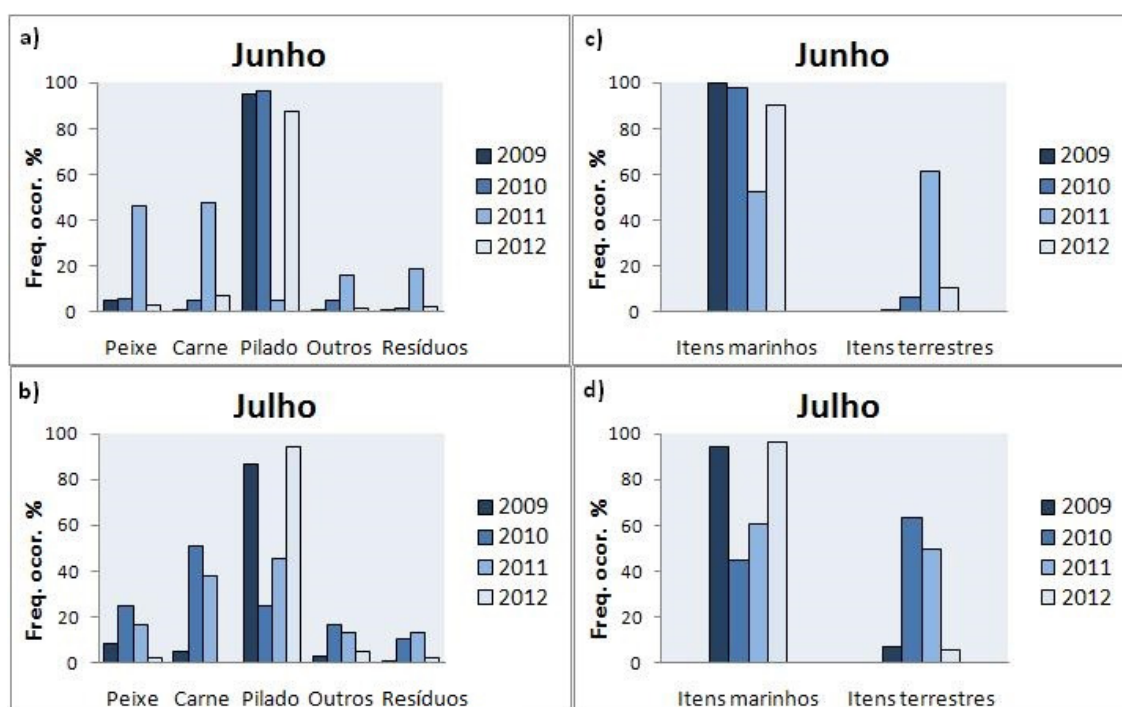 a)
Junho
Freq. ocor. %
100
80
60
40
20
0
Peixe Carne Pilado Outros Resíduos
2009
2010
2011
2012
c)
Junho
Freq. ocor. %
100
80
60
40
20
0
Itens marinhos Itens terrestres
2009
2010
2011
2012
b)
Julho
Freq. ocor. %
100
80
60
40
20
0
Peixe Carne Pilado Outros Resíduos
2009
2010
2011
2012
d)
Julho
Freq. ocor. %
100
80
60
40
20
0
Itens marinhos Itens terrestres
2009
2010
2011
2012